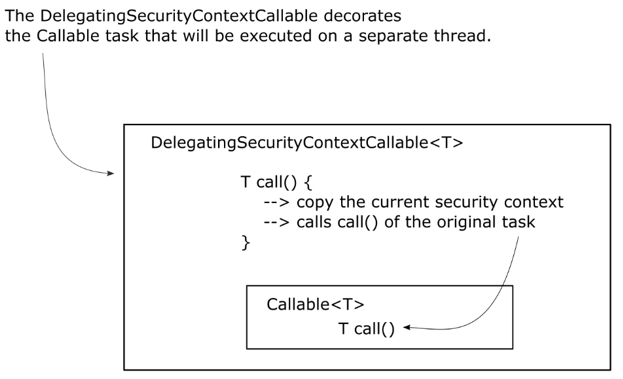 The DelegatingSecurityContextCallable decorates
the Callable task that will be executed on a separate thread.
DelegatingSecurityContextCallable<T>
T call() {
--> copy the current security context
--> calls call() of the original task
}
Callable<T>
T call()